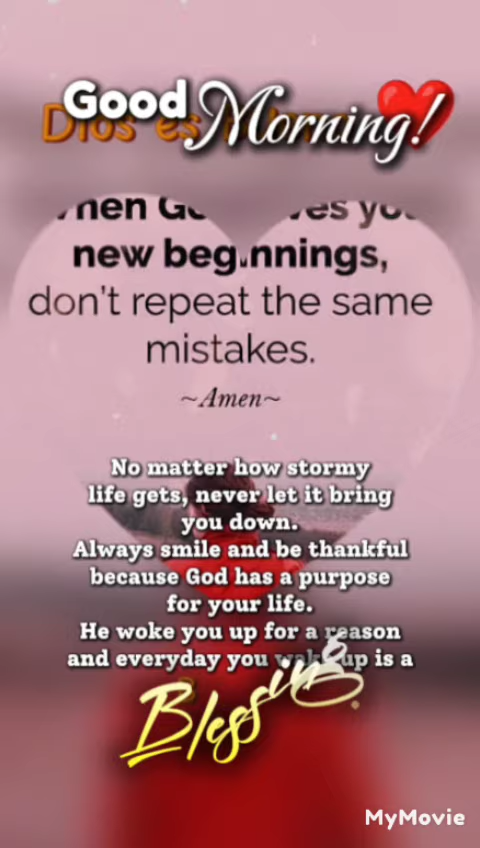 Good Morning!
Dios es
new beginnings,
don't repeat the same
mistakes.
~Amen~
No matter how stormy
life gets, never let it bring
you down.
Always smile and be thankful
because God has a purpose
for your life.
He woke you up for a reason
and everyday you wake up is a
Blessing
MyMovie